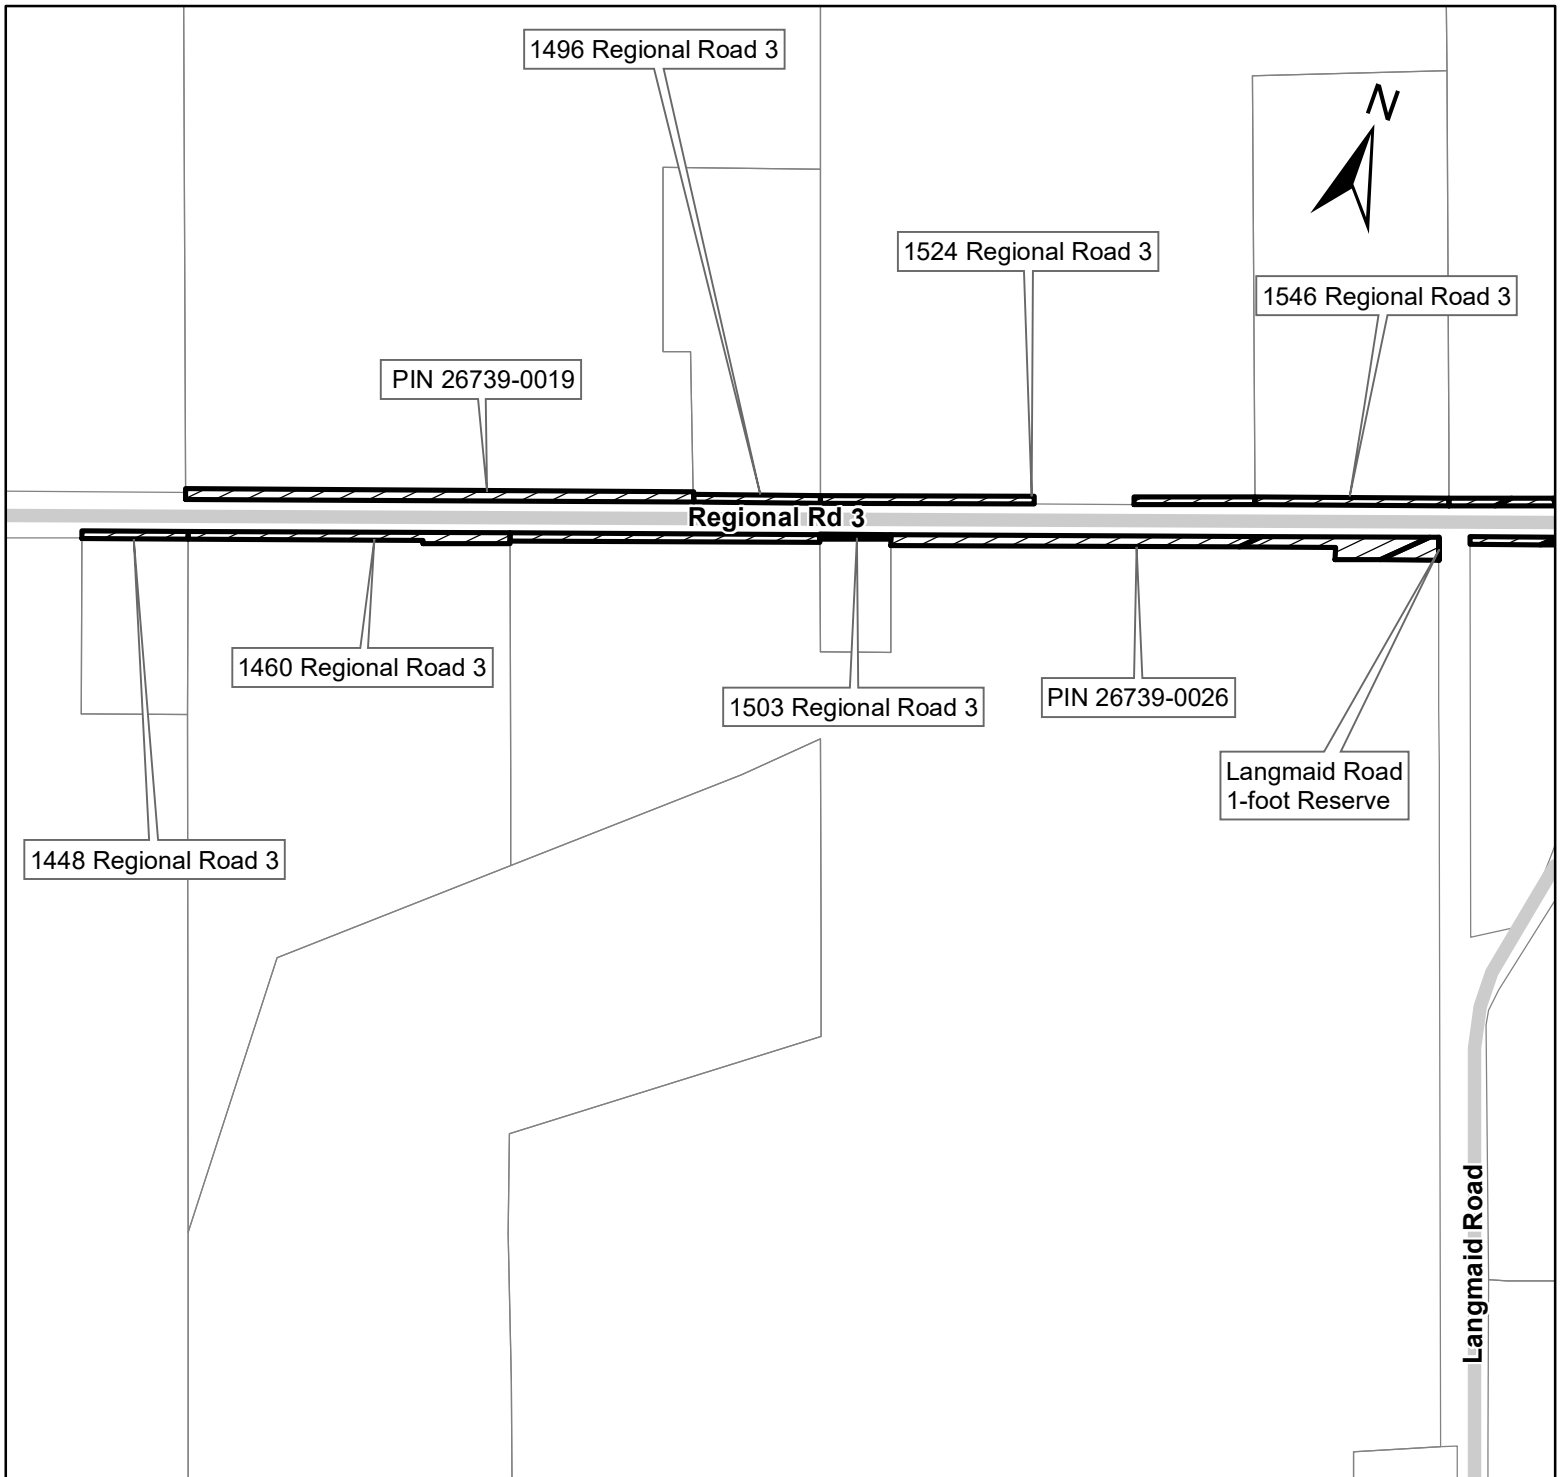 1496 Regional Road 3
N
1524 Regional Road 3
1546 Regional Road 3
PIN 26739-0019
Regional Rd 3
1460 Regional Road 3
1503 Regional Road 3
PIN 26739-0026
Langmaid Road
1-foot Reserve
1448 Regional Road 3
Langmaid Road